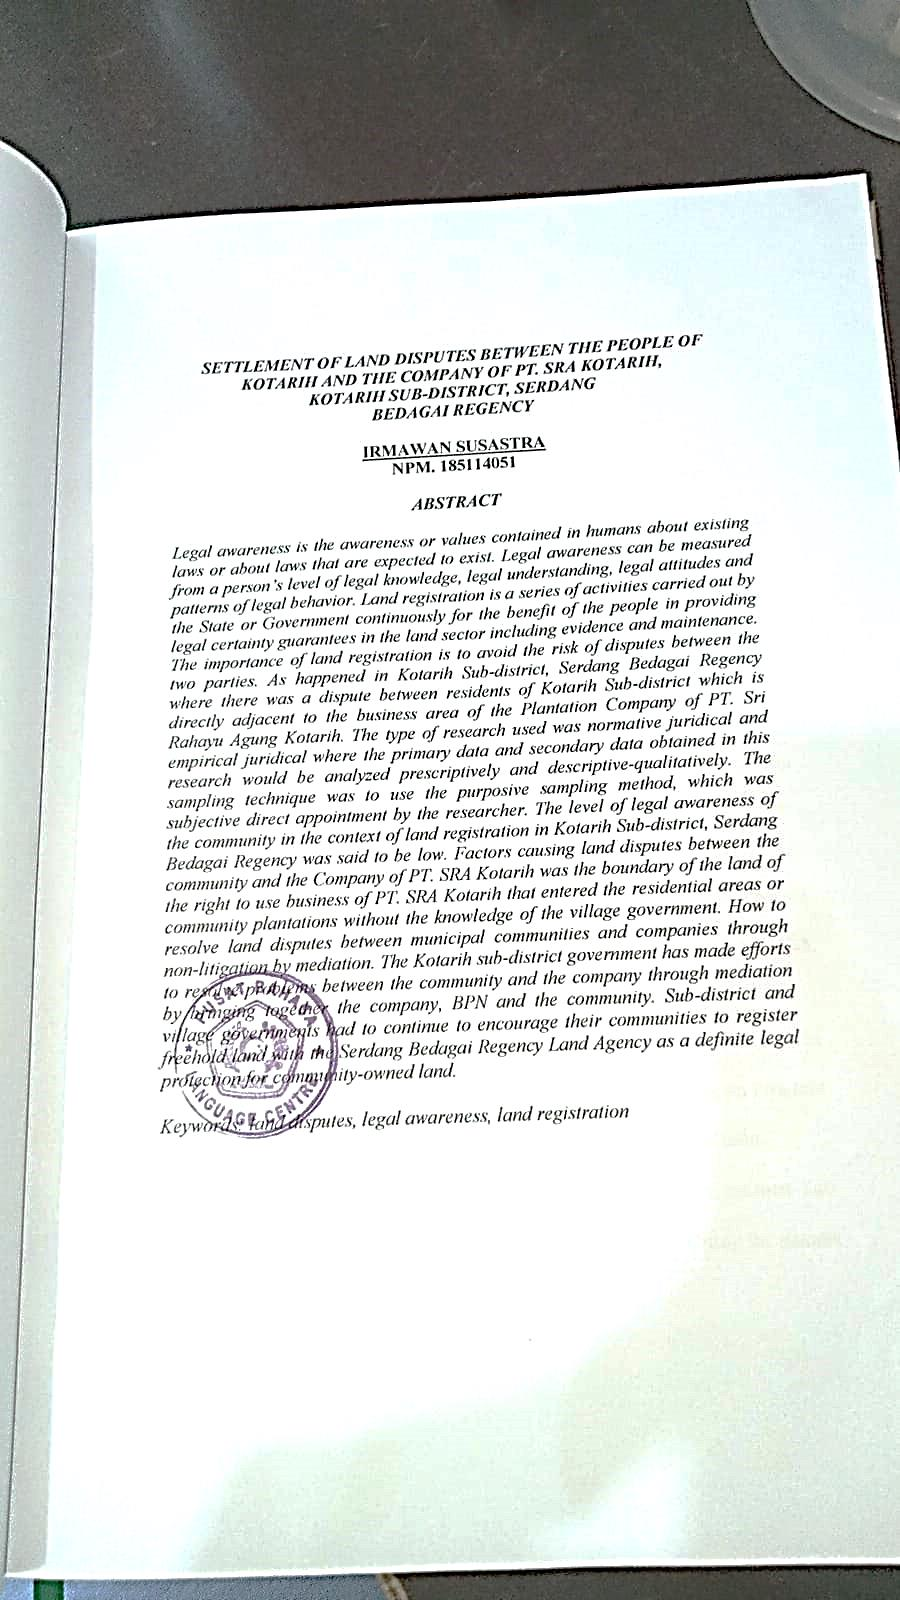 SETTLEMENT OF LAND DISPUTES BETWEEN THE PEOPLE OF
KOTARIH AND THE COMPANY OF PT. SRA KOTARIH,
KOTARIH SUB-DISTRICT, SERDANG
BEDAGAI REGENCY
IRMAWAN SUSASTRA
NPM. 185114051
ABSTRACT
Legal awareness is the awareness or values contained in humans about existing
laws or about laws that are expected to exist. Legal awareness can be measured
from a person's level of legal knowledge, legal understanding, legal attitudes and
patterns of legal behavior. Land registration is a series of activities carried out by
the State or Government continuously for the benefit of the people in providing
legal certainty guarantees in the land sector including evidence and maintenance.
The importance of land registration is to avoid the risk of disputes between the
two parties. As happened in Kotarih Sub-district, Serdang Bedagai Regency
where there was a dispute between residents of Kotarih Sub-district which is
directly adjacent to the business area of the Plantation Company of PT. Sri
Rahayu Agung Kotarih. The type of research used was normative juridical and
empirical juridical where the primary data and secondary data obtained in this
research would be analyzed prescriptively and descriptive-qualitatively. The
sampling technique was to use the purposive sampling method, which was
subjective direct appointment by the researcher. The level of legal awareness of
the community in the context of land registration in Kotarih Sub-district, Serdang
Bedagai Regency was said to be low. Factors causing land disputes between the
community and the Company of PT. SRA Kotarih was the boundary of the land of
the right to use business of PT. SRA Kotarih that entered the residential areas or
community plantations without the knowledge of the village government. How to
resolve land disputes between municipal communities and companies through
non-litigation by mediation. The Kotarih sub-district government has made efforts
to resolve problems between the community and the company through mediation
by bringing together the company, BPN and the community. Sub-district and
village governments had to continue to encourage their communities to register
freehold land with the Serdang Bedagai Regency Land Agency as a definite legal
protection for community-owned land.
Keywords: land disputes, legal awareness, land registration
PUSAT BAHASA
LANGUAGE CENTRE